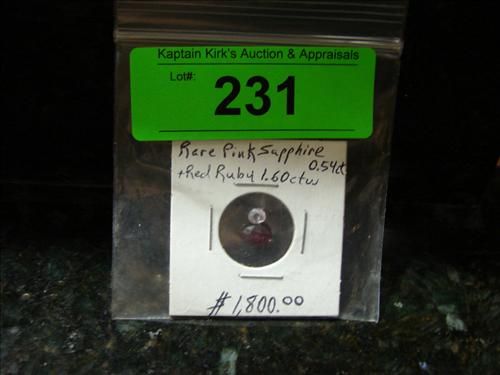 Kaptain Kirk's Auction & Appraisals
Lot#:
231
Rare Pink Sapphire
0.54ct
+Red Ruby 1.60ctw
#1,800.00